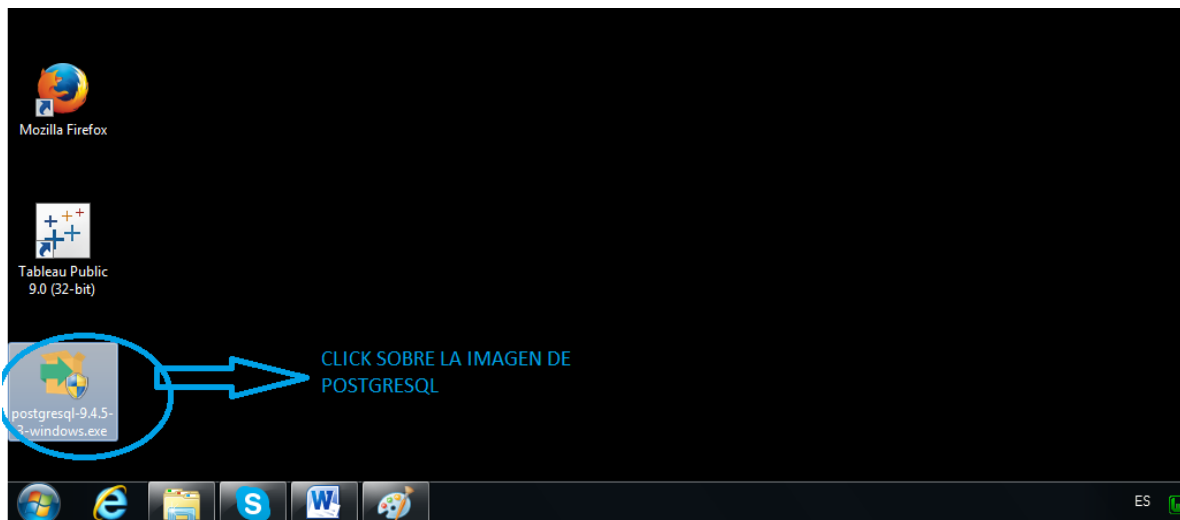 Mozilla Firefox
Tableau Public
9.0 (32-bit)
CLICK SOBRE LA IMAGEN DE
POSTGRESQL
postgresql-9.4.5-
3-windows.exe
ES